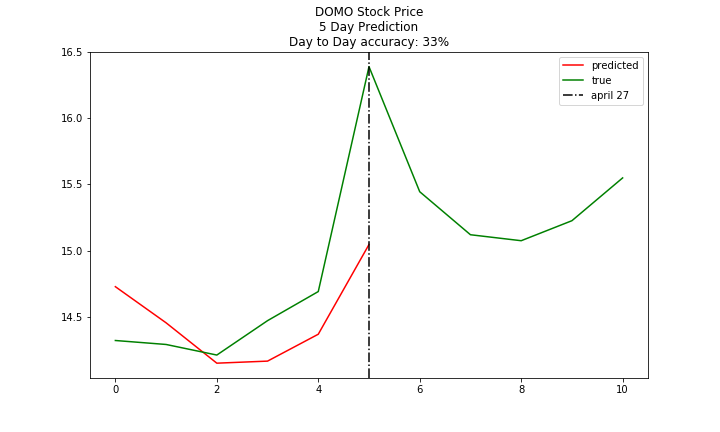 DOMO Stock Price
5 Day Prediction
Day to Day accuracy: 33%
16.5
16.0
15.5
15.0
14.5
0
2
4
6
8
10
predicted
true
april 27